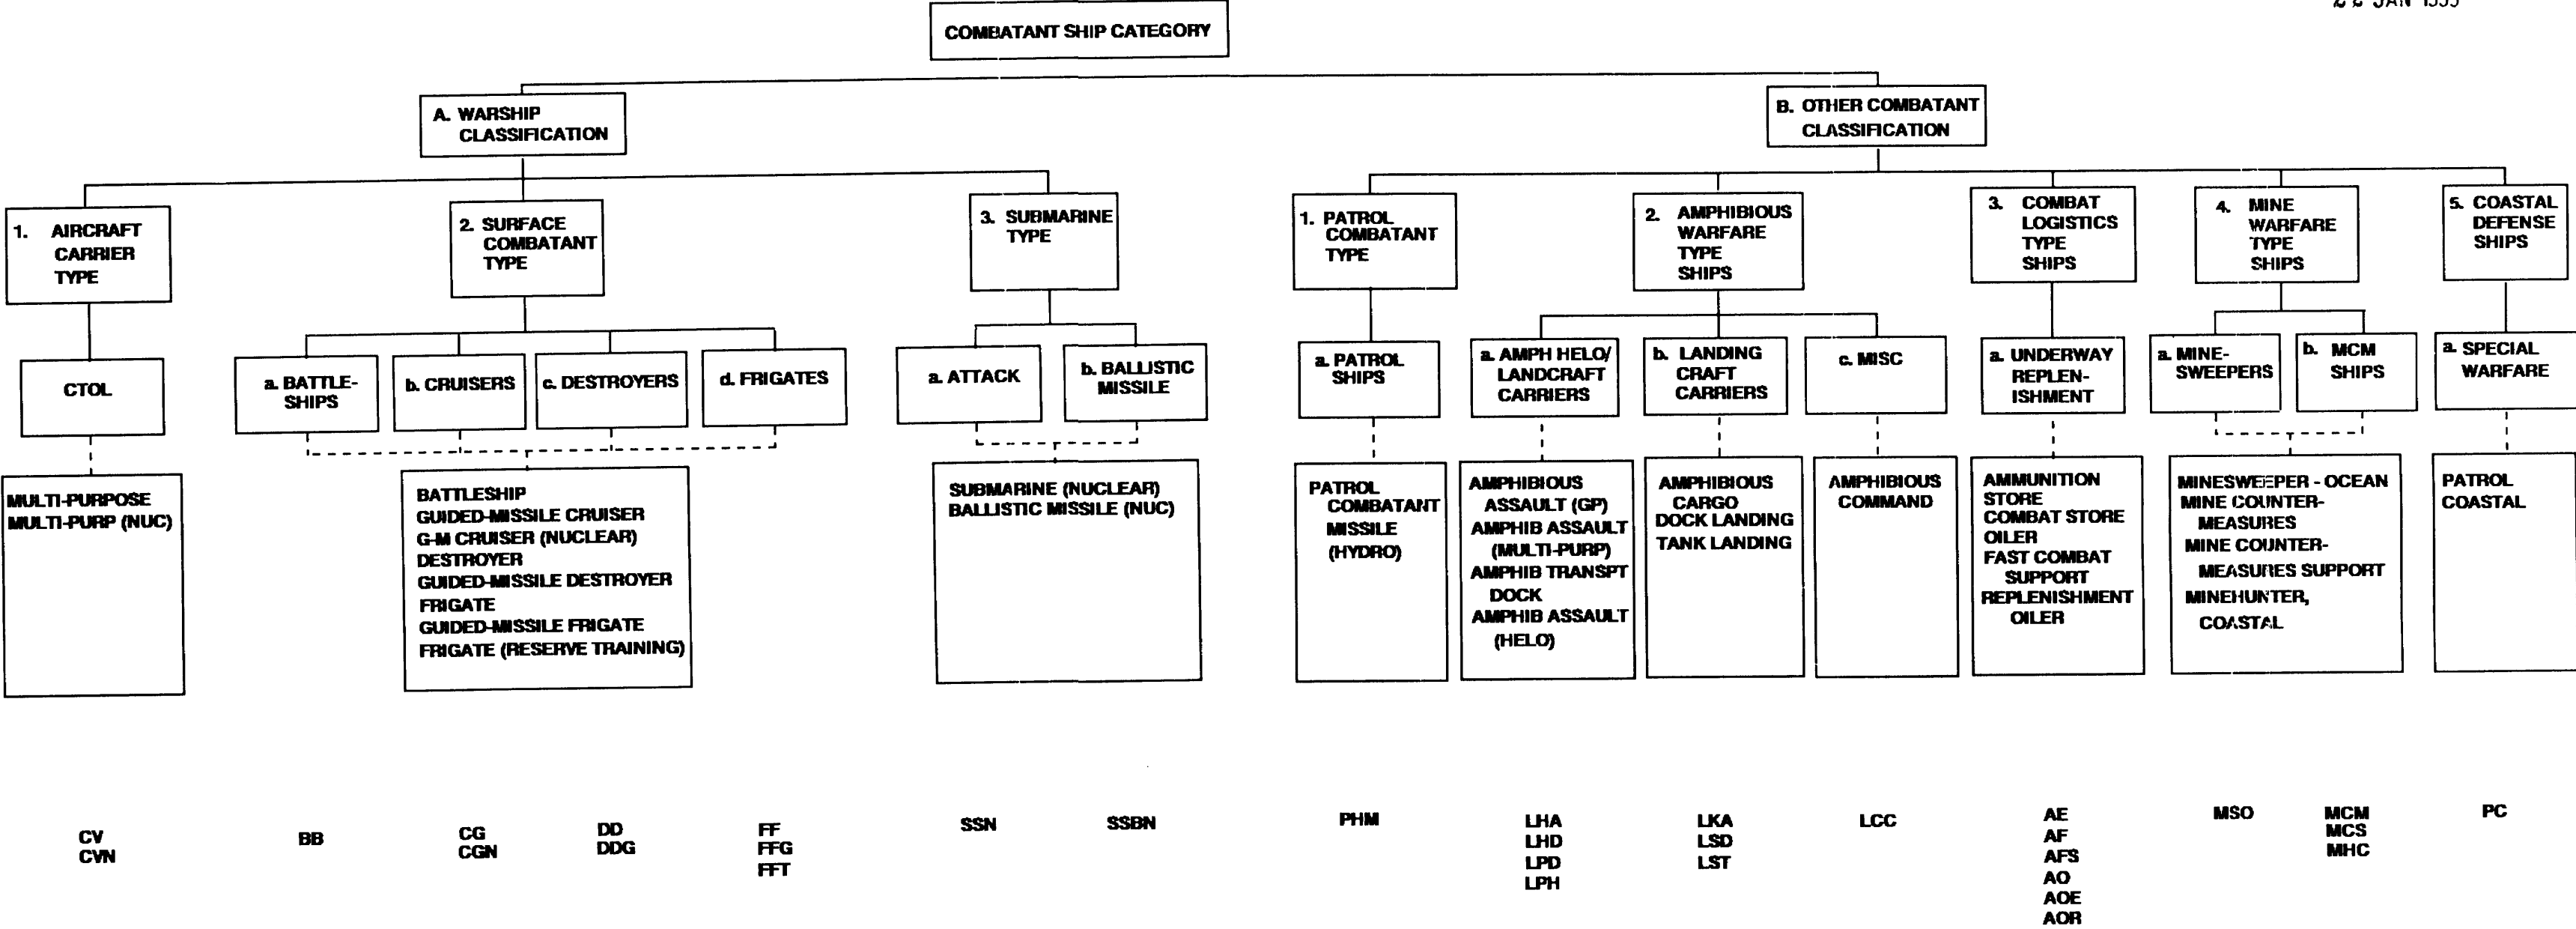 22 JAN 1993
COMBATANT SHIP CATEGORY
A. WARSHIP
CLASSIFICATION
B. OTHER COMBATANT
CLASSIFICATION
1. AIRCRAFT
CARRIER
TYPE
2. SURFACE
COMBATANT
TYPE
3. SUBMARINE
TYPE
1. PATROL
COMBATANT
TYPE
2. AMPHIBIOUS
WARFARE
TYPE
SHIPS
3. COMBAT
LOGISTICS
TYPE
SHIPS
4. MINE
WARFARE
TYPE
SHIPS
5. COASTAL
DEFENSE
SHIPS
CTOL
a. BATTLE-
SHIPS
b. CRUISERS
c. DESTROYERS
d. FRIGATES
a. ATTACK
b. BALLISTIC
MISSILE
a. PATROL
SHIPS
a. AMPH HELO/
LANDCRAFT
CARRIERS
b. LANDING
CRAFT
CARRIERS
c. MISC
a. UNDERWAY
REPLEN-
ISHMENT
a. MINE-
SWEEPERS
b. MCM
SHIPS
a. SPECIAL
WARFARE
MULTI-PURPOSE
MULTI-PURP (NUC)
BATTLESHIP
GUIDED-MISSILE CRUISER
G-M CRUISER (NUCLEAR)
DESTROYER
GUIDED-MISSILE DESTROYER
FRIGATE
GUIDED-MISSILE FRIGATE
FRIGATE (RESERVE TRAINING)
SUBMARINE (NUCLEAR)
BALLISTIC MISSILE (NUC)
PATROL
COMBATANT
MISSILE
(HYDRO)
AMPHIBIOUS
ASSAULT (GP)
AMPHIB ASSAULT
(MULTI-PURP)
AMPHIB TRANSPT
DOCK
AMPHIB ASSAULT
(HELO)
AMPHIBIOUS
CARGO
DOCK LANDING
TANK LANDING
AMPHIBIOUS
COMMAND
AMMUNITION
STORE
COMBAT STORE
OILER
FAST COMBAT
SUPPORT
REPLENISHMENT
OILER
MINESWEEPER - OCEAN
MINE COUNTER-
MEASURES
MINE COUNTER-
MEASURES SUPPORT
MINEHUNTER,
COASTAL
PATROL
COASTAL
CV
CVN
BB
CG
CGN
DD
DDG
FF
FFG
FFT
SSN
SSBN
PHM
LHA
LHD
LPD
LPH
LKA
LSD
LST
LCC
AE
AF
AFS
AO
AOE
AOR
MSO
MCM
MCS
MHC
PC